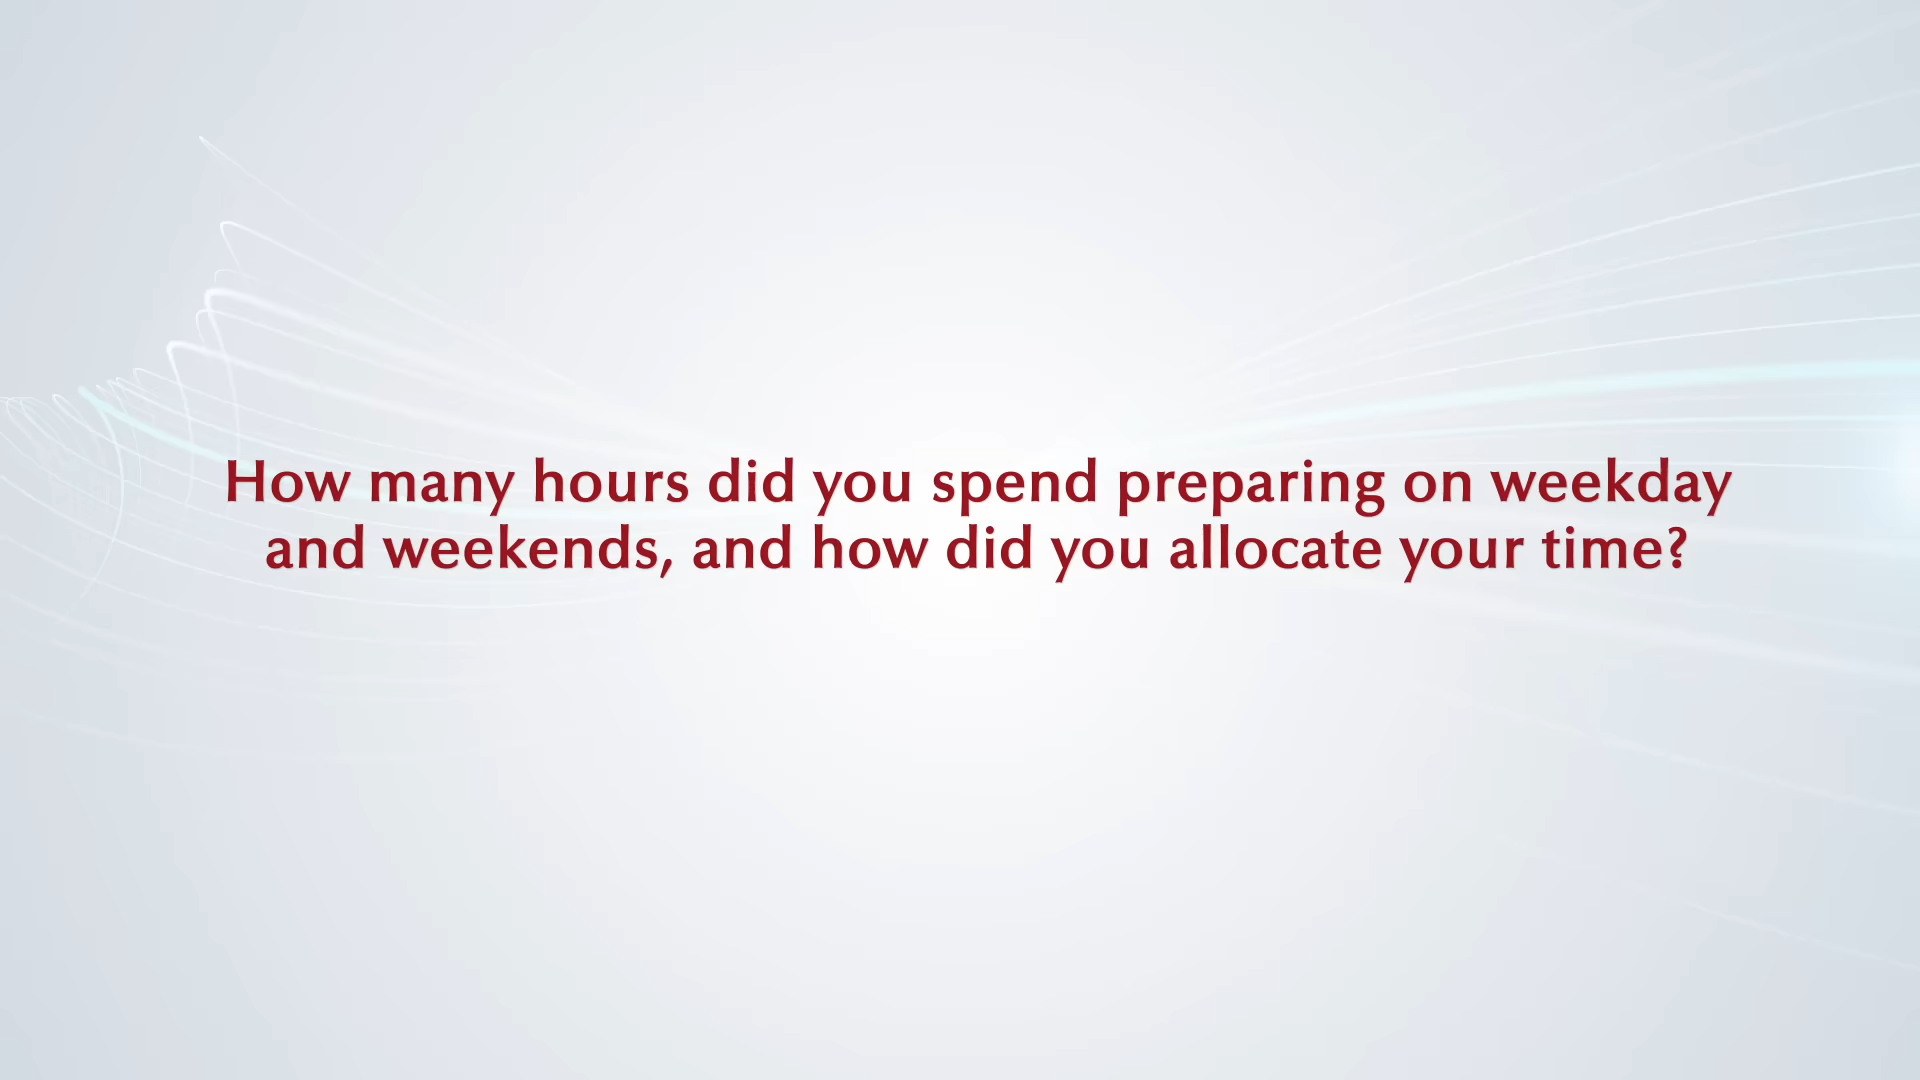 How many hours did you spend preparing on weekday
and weekends, and how did you allocate your time?